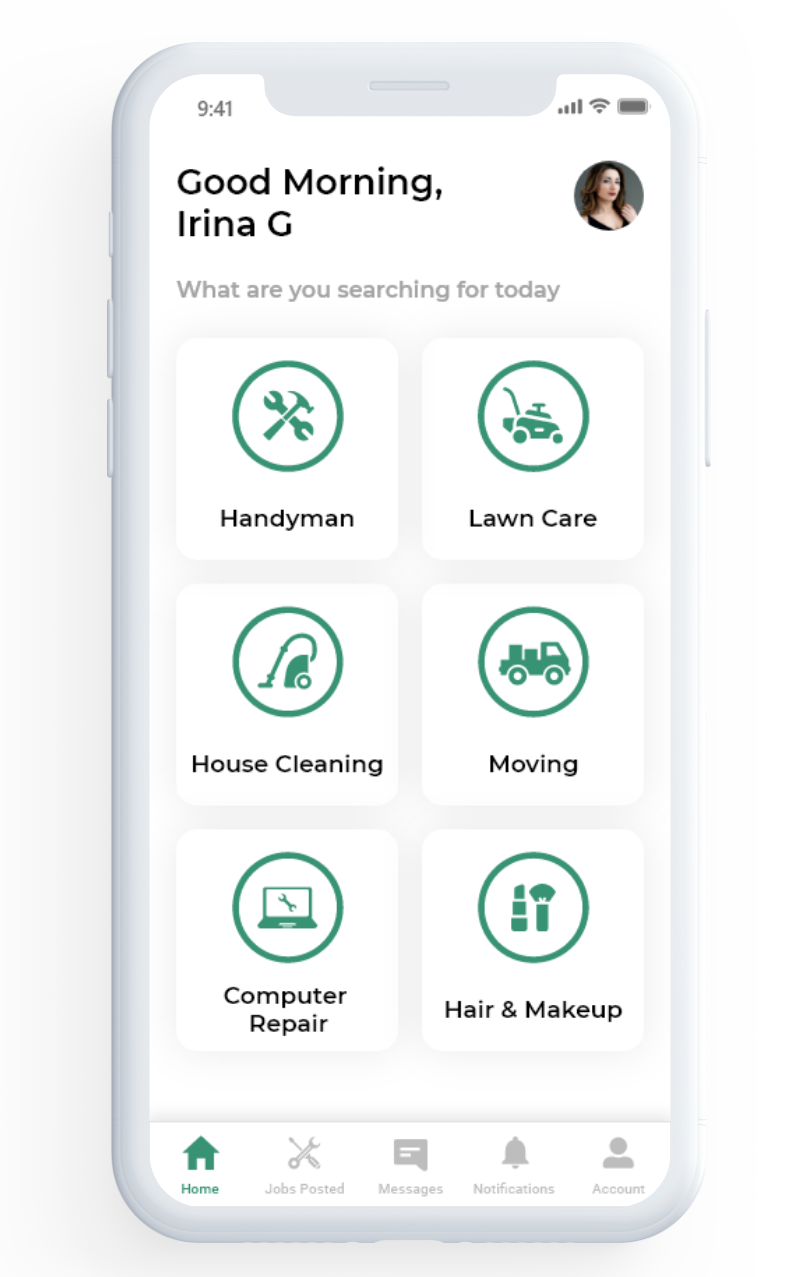 9:41
Good Morning,
Irina G
What are you searching for today
Handyman
Lawn Care
House Cleaning
Moving
Computer
Repair
Hair & Makeup
Home
Jobs Posted
Messages
Notifications
Account